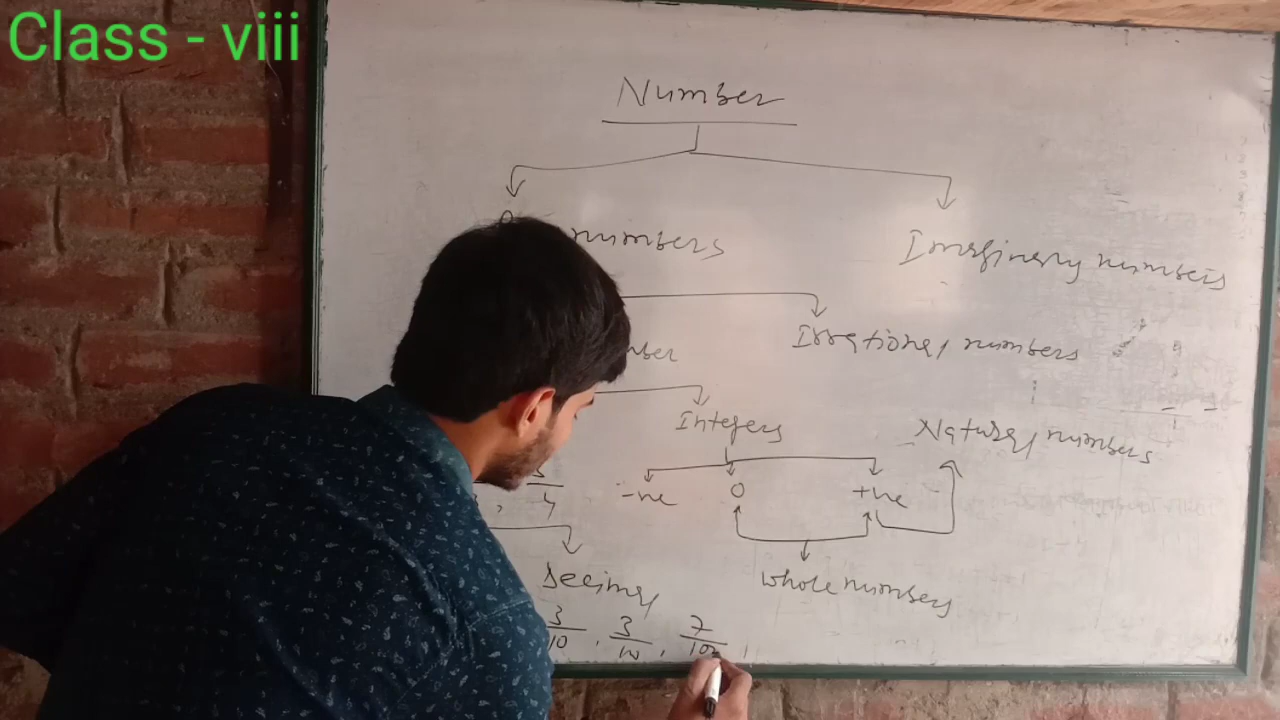 Class - viii
Number
numbers
Imaginary numbers
Irrational numbers
Integers
Natural numbers
-ve 0 +ve
Decimal
whole numbers
3/10 , 3/10 , 7/10